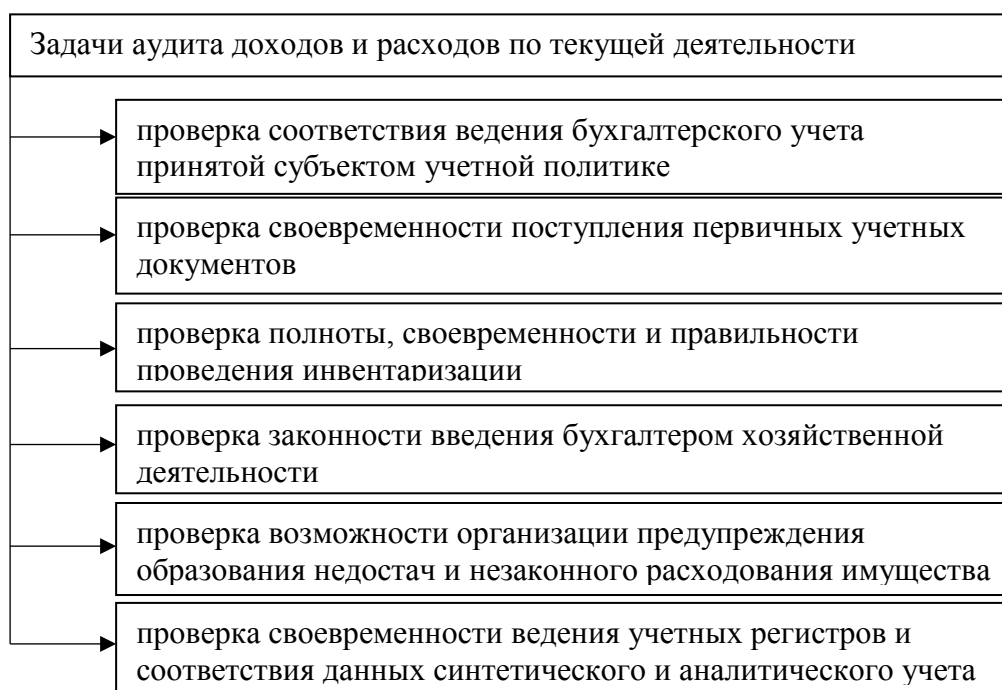 Задачи аудита доходов и расходов по текущей деятельности
проверка соответствия ведения бухгалтерского учета
принятой субъектом учетной политике
проверка своевременности поступления первичных учетных
документов
проверка полноты, своевременности и правильности
проведения инвентаризации
проверка законности введения бухгалтером хозяйственной
деятельности
проверка возможности организации предупреждения
образования недостач и незаконного расходования имущества
проверка своевременности ведения учетных регистров и
соответствия данных синтетического и аналитического учета